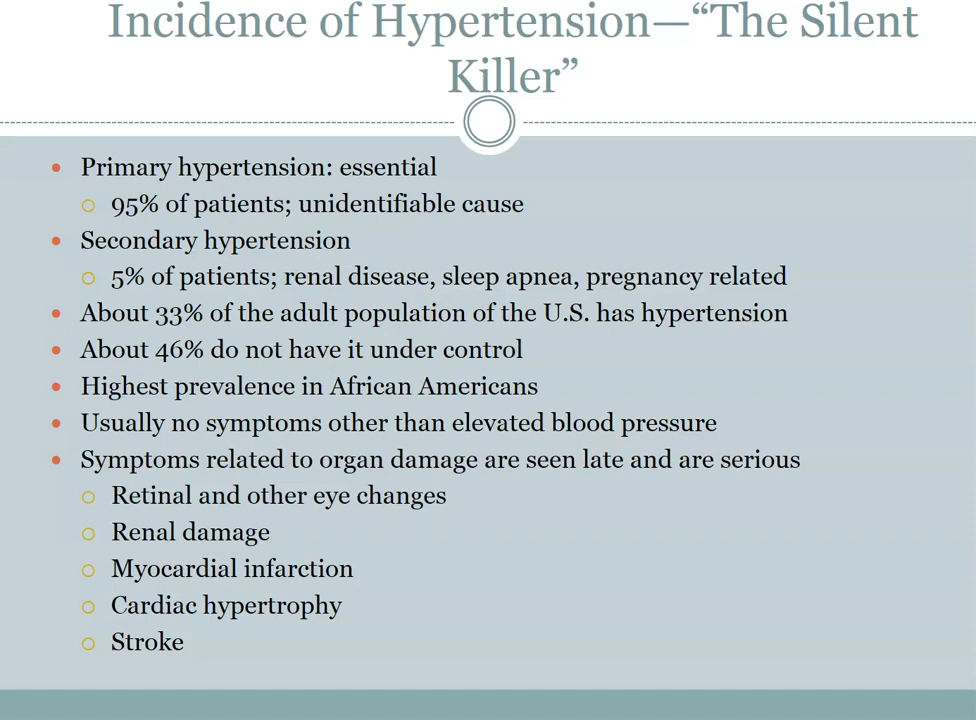 Incidence of Hypertension—“The Silent
Killer”
Primary hypertension: essential
95% of patients; unidentifiable cause
Secondary hypertension
5% of patients; renal disease, sleep apnea, pregnancy related
About 33% of the adult population of the U.S. has hypertension
About 46% do not have it under control
Highest prevalence in African Americans
Usually no symptoms other than elevated blood pressure
Symptoms related to organ damage are seen late and are serious
Retinal and other eye changes
Renal damage
Myocardial infarction
Cardiac hypertrophy
Stroke